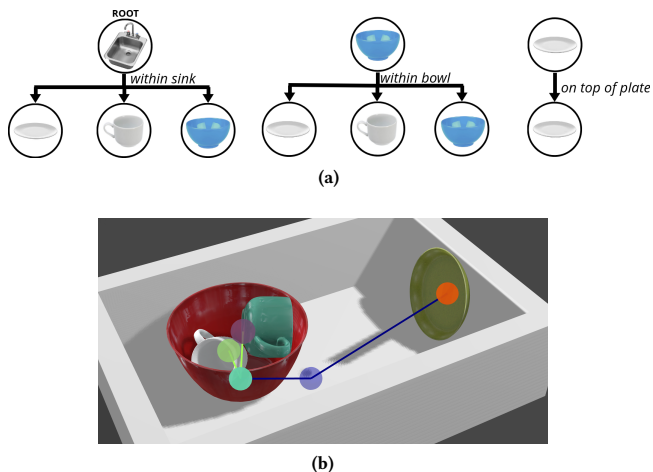 ROOT
within sink
within bowl
on top of plate
(a)
(b)